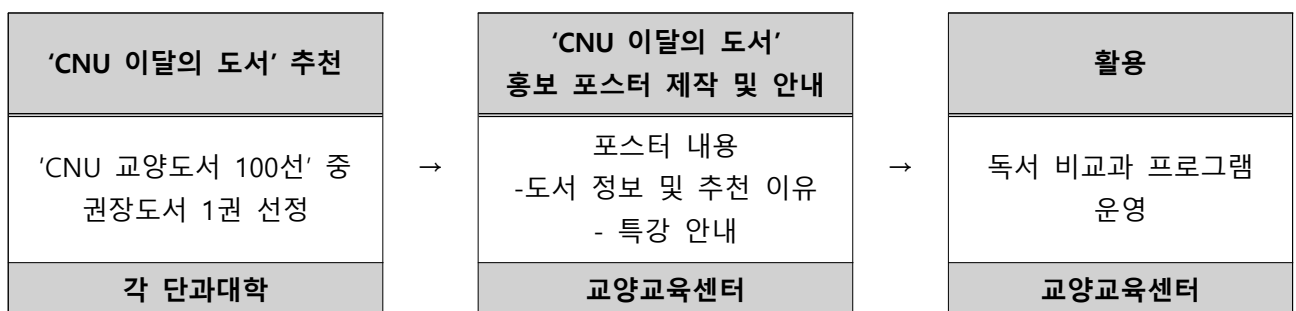 ‘CNU 이달의 도서’ 추천
‘CNU 교양도서 100선’ 중
권장도서 1권 선정
각 단과대학
→
‘CNU 이달의 도서’
홍보 포스터 제작 및 안내
포스터 내용
-도서 정보 및 추천 이유
- 특강 안내
교양교육센터
→
활용
독서 비교과 프로그램
운영
교양교육센터